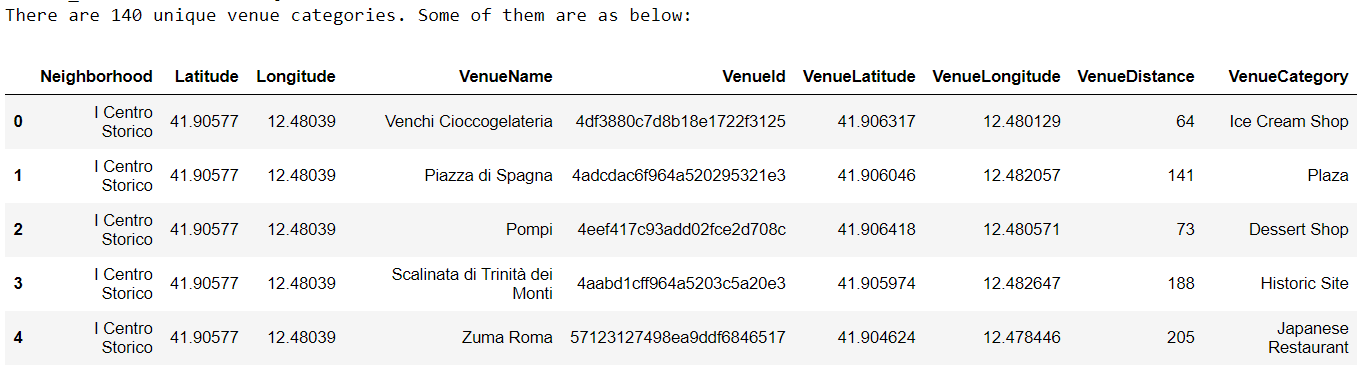 There are 140 unique venue categories. Some of them are as below:
Neighborhood Latitude Longitude VenueName VenueId VenueLatitude VenueLongitude VenueDistance VenueCategory
0 I Centro Storico 41.90577 12.48039 Venchi Cioccogelateria 4df3880c7d8b18e1722f3125 41.906317 12.480129 64 Ice Cream Shop
1 I Centro Storico 41.90577 12.48039 Piazza di Spagna 4adcdac6f964a520295321e3 41.906046 12.482057 141 Plaza
2 I Centro Storico 41.90577 12.48039 Pompi 4eef417c93add02fce2d708c 41.906418 12.480571 73 Dessert Shop
3 I Centro Storico 41.90577 12.48039 Scalinata di Trinità dei Monti 4aabd1cff964a5203c5a20e3 41.905974 12.482647 188 Historic Site
4 I Centro Storico 41.90577 12.48039 Zuma Roma 57123127498ea9ddf6846517 41.904624 12.478446 205 Japanese Restaurant